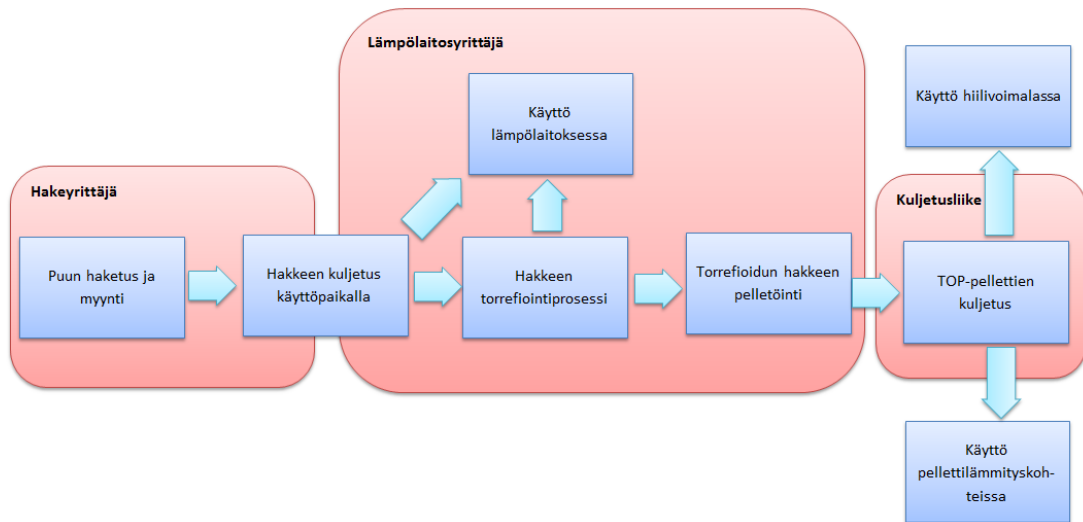 Lämpölaitosyrittäjä
Käyttö hiilivoimalassa
Käyttö
lämpölaitoksessa
Hakeyrittäjä
Kuljetusliike
Puun haketus ja
myynti
Hakkeen kuljetus
käyttöpaikalla
Hakkeen
torrefiointiprosessi
Torrefioidun hakkeen
pelletöinti
TOP-pellettien
kuljetus
Käyttö
pellettilämmityskoh-
teissa